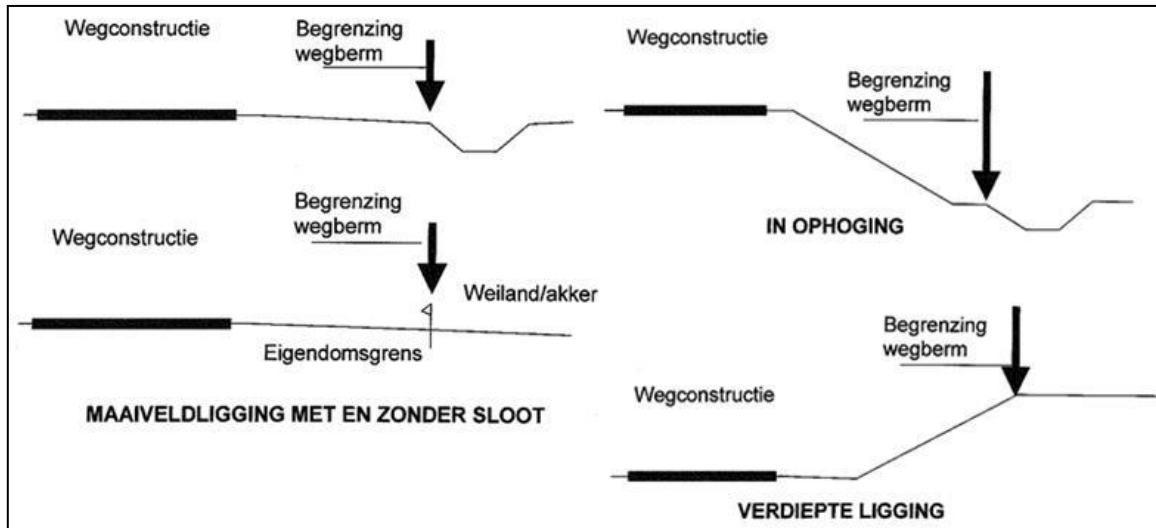 Wegconstructie
Begrenzing
wegberm
Wegconstructie
Begrenzing
wegberm
Weiland/akker
Eigendomsgrens
MAAIVELDLIGGING MET EN ZONDER SLOOT
Wegconstructie
Begrenzing
wegberm
IN OPHOGING
Begrenzing
wegberm
Wegconstructie
VERDIEPTE LIGGING